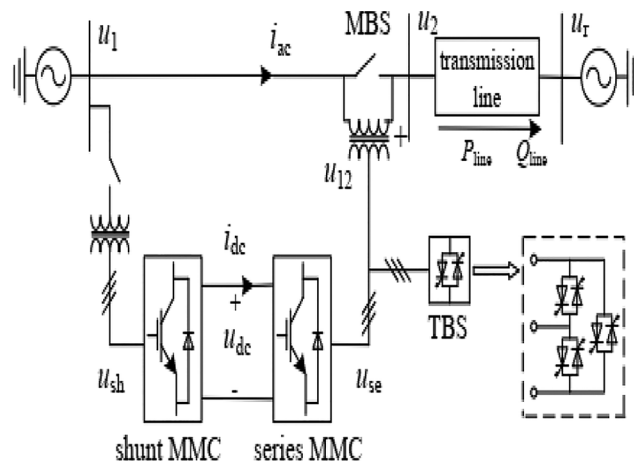 u1
iac
MBS
u2
ur
transmission
line
Pline
Qline
+
u12
idc
+
udc
-
TBS
ush
use
shunt MMC
series MMC